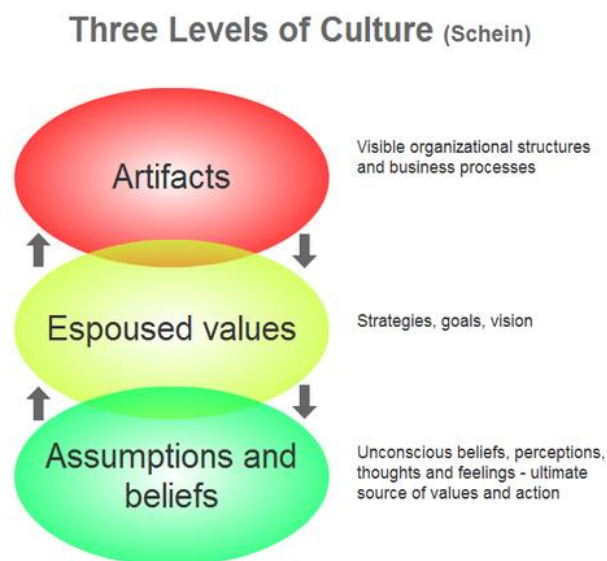 Three Levels of Culture (Schein)
Artifacts
Visible organizational structures
and business processes
Espoused values
Strategies, goals, vision
Assumptions and
beliefs
Unconscious beliefs, perceptions,
thoughts and feelings - ultimate
source of values and action